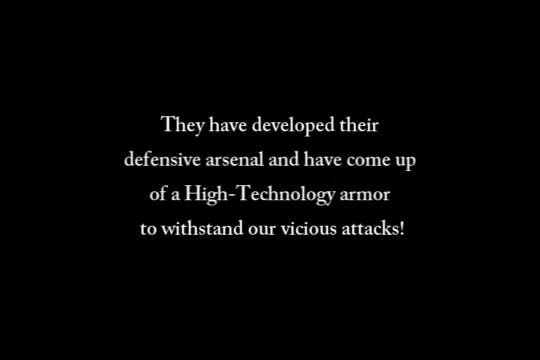 They have developed their
defensive arsenal and have come up
of a High-Technology armor
to withstand our vicious attacks!